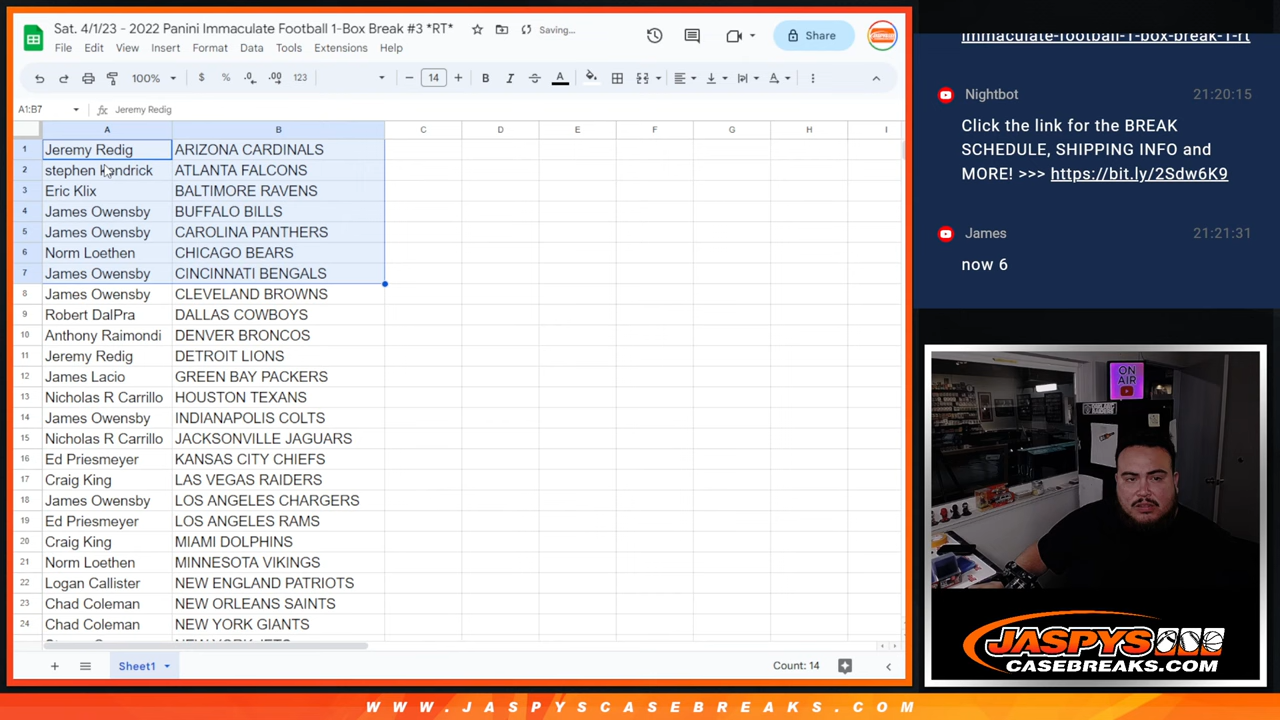 Sat. 4/1/23 - 2022 Panini Immaculate Football 1-Box Break #3 *RT*
Saving...
File Edit View Insert Format Data Tools Extensions Help
Share
100%
$ % .0 .00 123
14
B I A
A1:B7
fx Jeremy Redig
A B C D E F G H I
1 Jeremy Redig ARIZONA CARDINALS
2 stephen kendrick ATLANTA FALCONS
3 Eric Klix BALTIMORE RAVENS
4 James Owensby BUFFALO BILLS
5 James Owensby CAROLINA PANTHERS
6 Norm Loethen CHICAGO BEARS
7 James Owensby CINCINNATI BENGALS
8 James Owensby CLEVELAND BROWNS
9 Robert DalPra DALLAS COWBOYS
10 Anthony Raimondi DENVER BRONCOS
11 Jeremy Redig DETROIT LIONS
12 James Lacio GREEN BAY PACKERS
13 Nicholas R Carrillo HOUSTON TEXANS
14 James Owensby INDIANAPOLIS COLTS
15 Nicholas R Carrillo JACKSONVILLE JAGUARS
16 Ed Priesmeyer KANSAS CITY CHIEFS
17 Craig King LAS VEGAS RAIDERS
18 James Owensby LOS ANGELES CHARGERS
19 Ed Priesmeyer LOS ANGELES RAMS
20 Craig King MIAMI DOLPHINS
21 Norm Loethen MINNESOTA VIKINGS
22 Logan Callister NEW ENGLAND PATRIOTS
23 Chad Coleman NEW ORLEANS SAINTS
24 Chad Coleman NEW YORK GIANTS
Sheet1
Count: 14
immaculate-football-1-box-break-1-rt
Nightbot 21:20:15
Click the link for the BREAK
SCHEDULE, SHIPPING INFO and
MORE! >>> https://bit.ly/2Sdw6K9
James 21:21:31
now 6
ON
AIR
JASPYS
CASEBREAKS.COM
WWW.JASPYSCASEBREAKS.COM